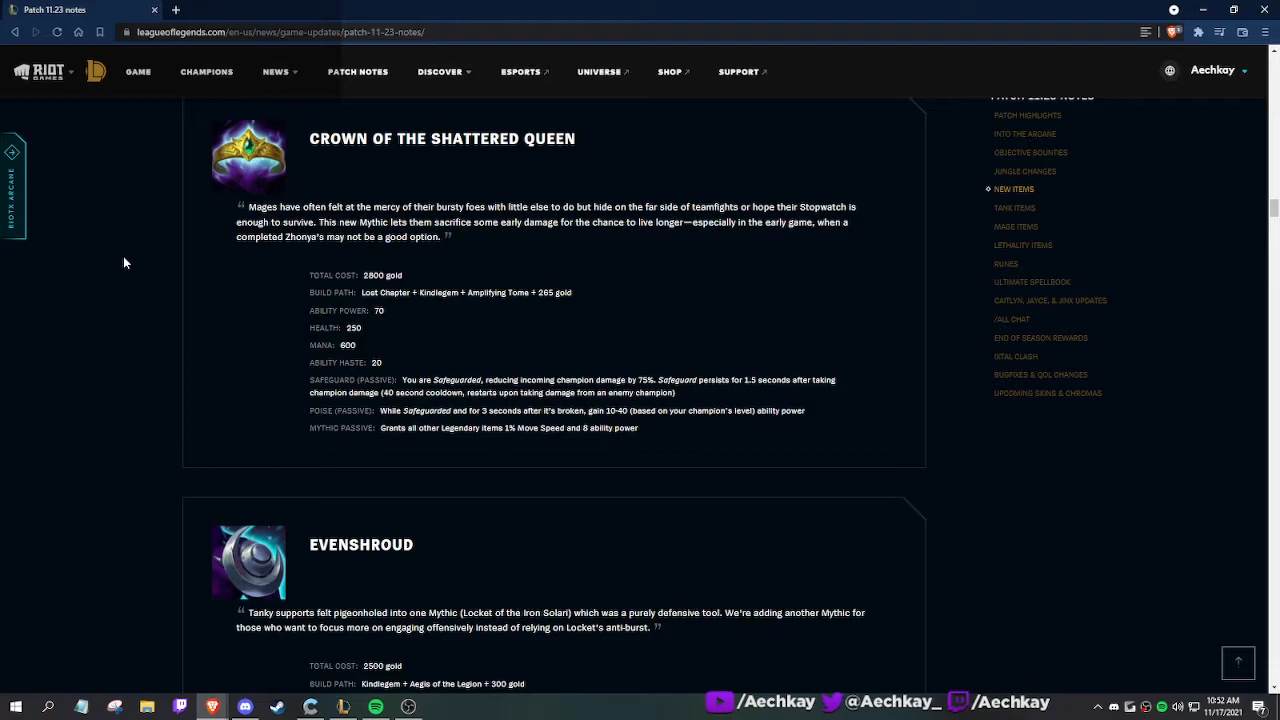 Patch 11.23 notes
leagueoflegends.com/en-us/news/game-updates/patch-11-23-notes/
RIOT GAMES
GAME
CHAMPIONS
NEWS
PATCH NOTES
DISCOVER
ESPORTS
UNIVERSE
SHOP
SUPPORT
Aechkay
RIOTX ARCANE
CROWN OF THE SHATTERED QUEEN
“ Mages have often felt at the mercy of their bursty foes with little else to do but hide on the far side of teamfights or hope their Stopwatch is
enough to survive. This new Mythic lets them sacrifice some early damage for the chance to live longer—especially in the early game, when a
completed Zhonya's may not be a good option. ”
TOTAL COST: 2800 gold
BUILD PATH: Lost Chapter + Kindlegem + Amplifying Tome + 265 gold
ABILITY POWER: 70
HEALTH: 250
MANA: 600
ABILITY HASTE: 20
SAFEGUARD (PASSIVE): You are Safeguarded, reducing incoming champion damage by 75%. Safeguard persists for 1.5 seconds after taking
champion damage (40 second cooldown, restarts upon taking damage from an enemy champion)
POISE (PASSIVE): While Safeguarded and for 3 seconds after it's broken, gain 10-40 (based on your champion's level) ability power
MYTHIC PASSIVE: Grants all other Legendary items 1% Move Speed and 8 ability power
EVENSHROUD
“ Tanky supports felt pigeonholed into one Mythic (Locket of the Iron Solari) which was a purely defensive tool. We're adding another Mythic for
those who want to focus more on engaging offensively instead of relying on Locket's anti-burst. ”
TOTAL COST: 2500 gold
BUILD PATH: Kindlegem + Aegis of the Legion + 300 gold
PATCH 11.23 NOTES
PATCH HIGHLIGHTS
INTO THE ARCANE
OBJECTIVE BOUNTIES
JUNGLE CHANGES
NEW ITEMS
TANK ITEMS
MAGE ITEMS
LETHALITY ITEMS
RUNES
ULTIMATE SPELLBOOK
CAITLYN, JAYCE, & JINX UPDATES
/ALL CHAT
END OF SEASON REWARDS
IXTAL CLASH
BUGFIXES & QOL CHANGES
UPCOMING SKINS & CHROMAS
/Aechkay
@Aechkay_
/Aechkay
10:52 AM
11/17/2021